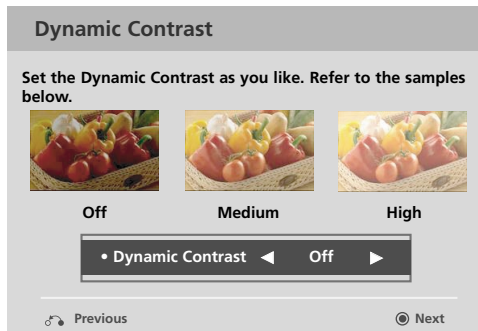 Dynamic Contrast
Set the Dynamic Contrast as you like. Refer to the samples
below.
Off Medium High
• Dynamic Contrast ◀ Off ▶
Previous Next